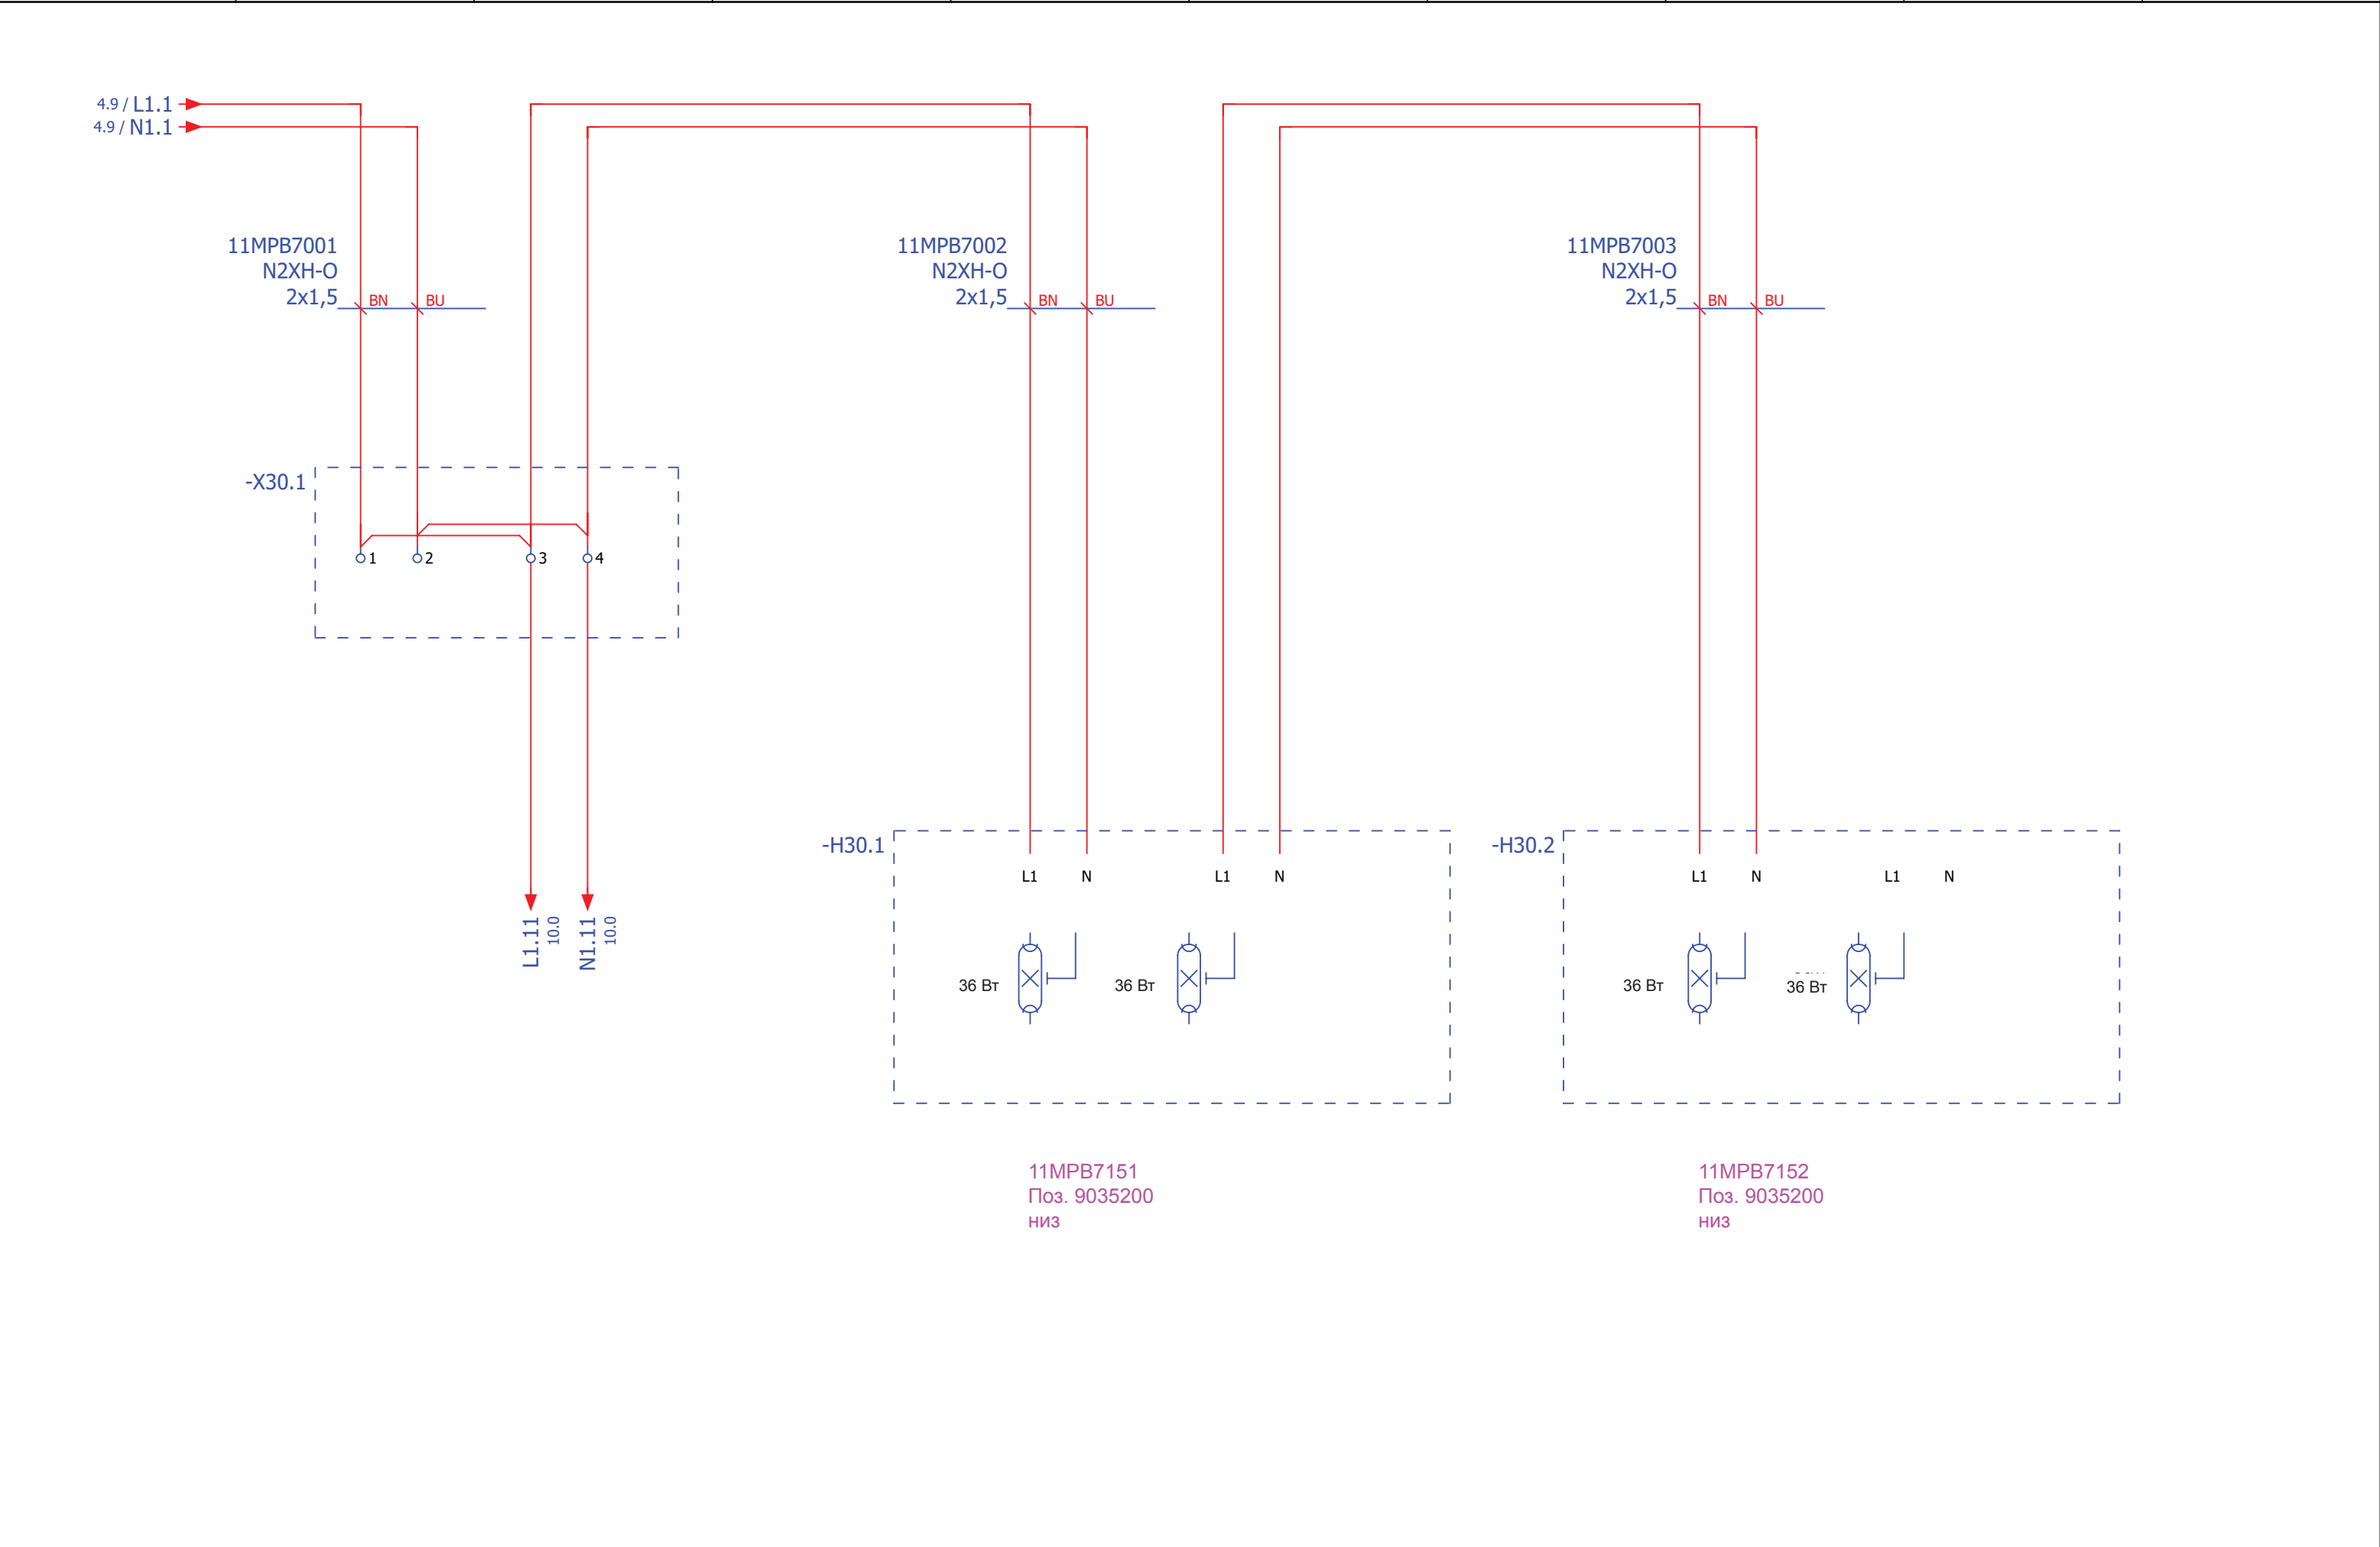 4.9 / L1.1
4.9 / N1.1
11MPB7001
N2XH-O
2x1,5
BN BU
11MPB7002
N2XH-O
2x1,5
BN BU
11MPB7003
N2XH-O
2x1,5
BN BU
-X30.1
1 2 3 4
L1.11
10.0
N1.11
10.0
-H30.1
L1 N L1 N
36 Вт 36 Вт
-H30.2
L1 N L1 N
36 Вт 36 Вт
11MPB7151
Поз. 9035200
низ
11MPB7152
Поз. 9035200
низ